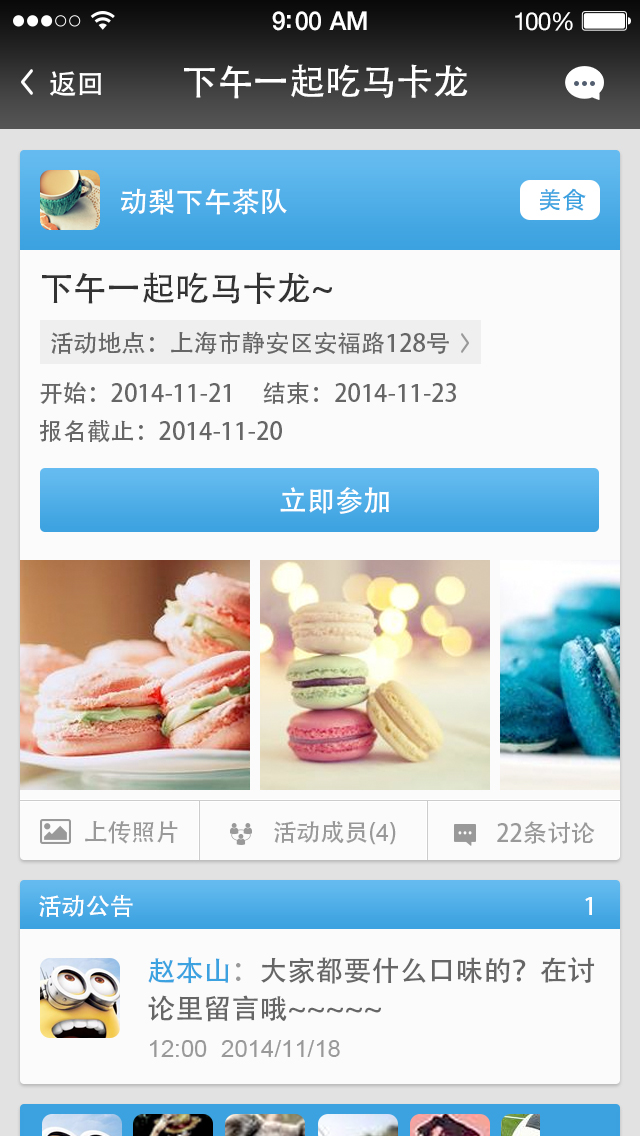 9:00 AM 100%
返回 下午一起吃马卡龙
动梨下午茶队 美食
下午一起吃马卡龙~
活动地点：上海市静安区安福路128号
开始：2014-11-21 结束：2014-11-23
报名截止：2014-11-20
立即参加
上传照片 活动成员(4) 22条讨论
活动公告 1
赵本山：大家都要什么口味的？在讨
论里留言哦~~~~~
12:00 2014/11/18